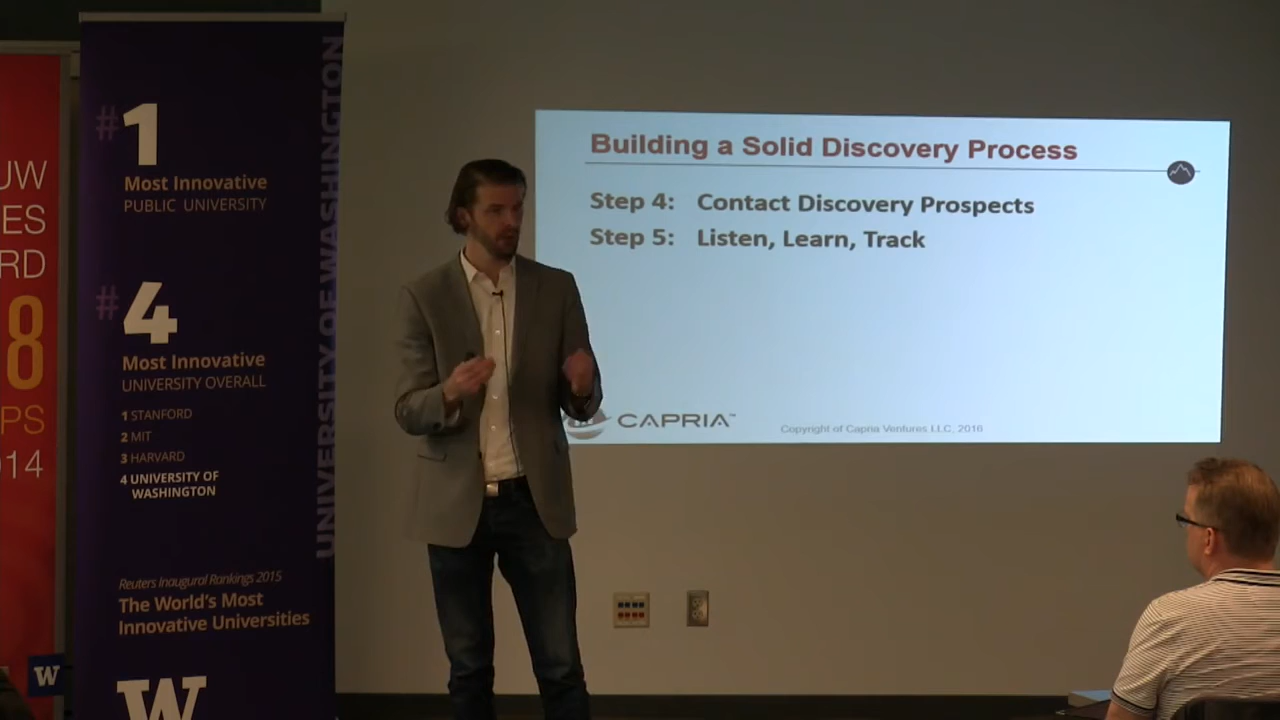 UW
ES
RD
8
PS
14
#1
Most Innovative
PUBLIC UNIVERSITY
#4
Most Innovative
UNIVERSITY OVERALL
1 STANFORD
2 MIT
3 HARVARD
4 UNIVERSITY OF
WASHINGTON
Reuters Inaugural Rankings 2015
The World's Most
Innovative Universities
W
W
UNIVERSITY OF WASHINGTON
Building a Solid Discovery Process
Step 4: Contact Discovery Prospects
Step 5: Listen, Learn, Track
CAPRIA™
Copyright of Capria Ventures LLC, 2016